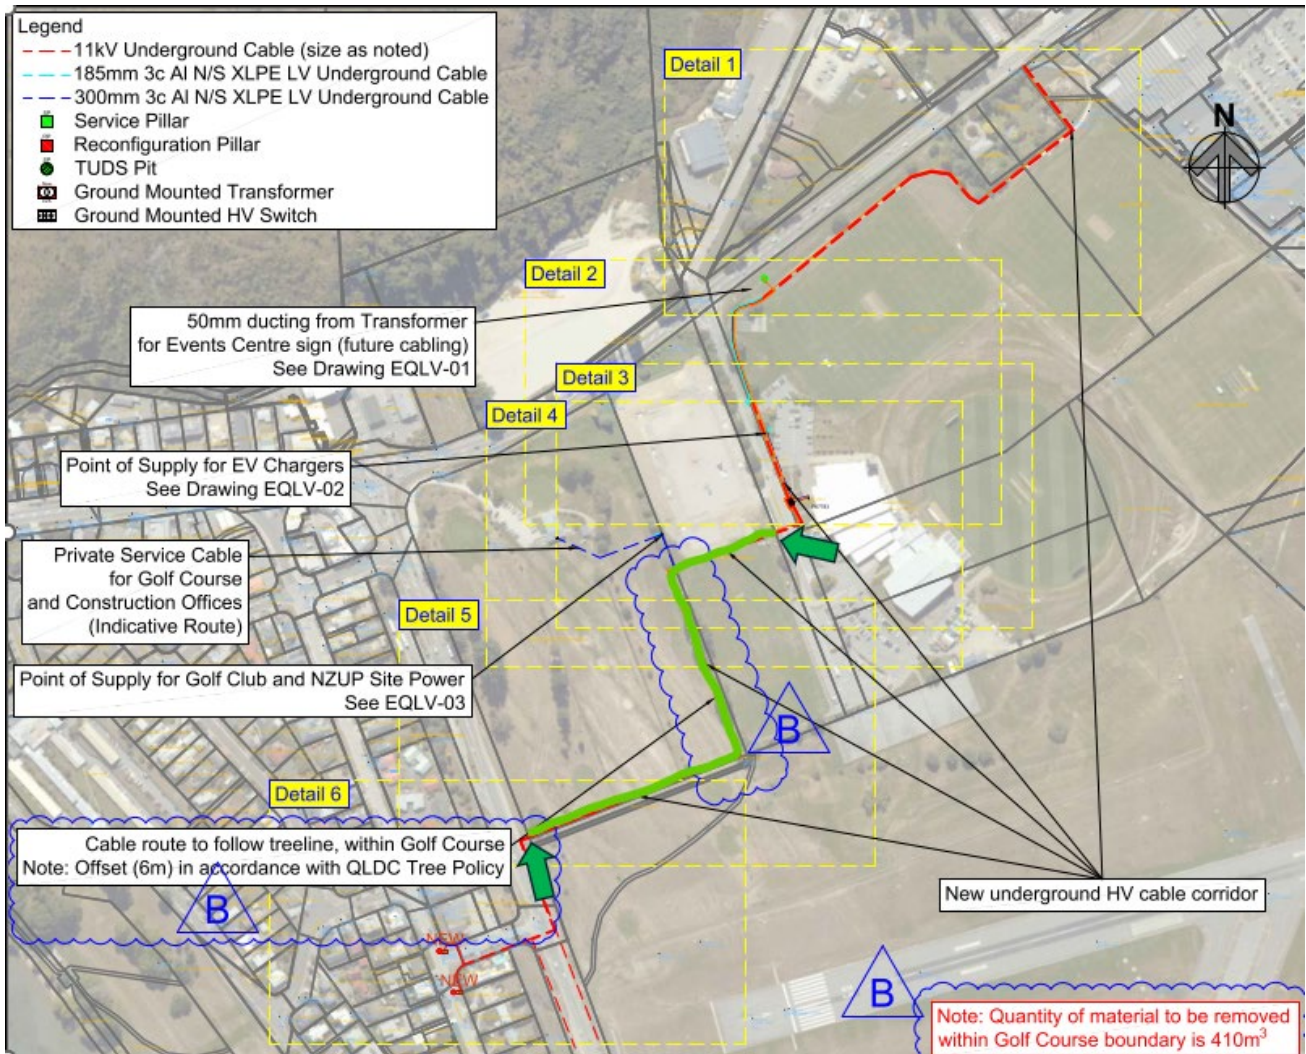 Legend
11kV Underground Cable (size as noted)
185mm 3c Al N/S XLPE LV Underground Cable
300mm 3c Al N/S XLPE LV Underground Cable
Service Pillar
Reconfiguration Pillar
TUDS Pit
Ground Mounted Transformer
Ground Mounted HV Switch
Detail 1
N
Detail 2
50mm ducting from Transformer
for Events Centre sign (future cabling)
See Drawing EQLV-01
Detail 3
Detail 4
Point of Supply for EV Chargers
See Drawing EQLV-02
Private Service Cable
for Golf Course
and Construction Offices
(Indicative Route)
Detail 5
Point of Supply for Golf Club and NZUP Site Power
See EQLV-03
B
Detail 6
Cable route to follow treeline, within Golf Course
Note: Offset (6m) in accordance with QLDC Tree Policy
B
New underground HV cable corridor
NEW
NEW
B
Note: Quantity of material to be removed
within Golf Course boundary is 410m³